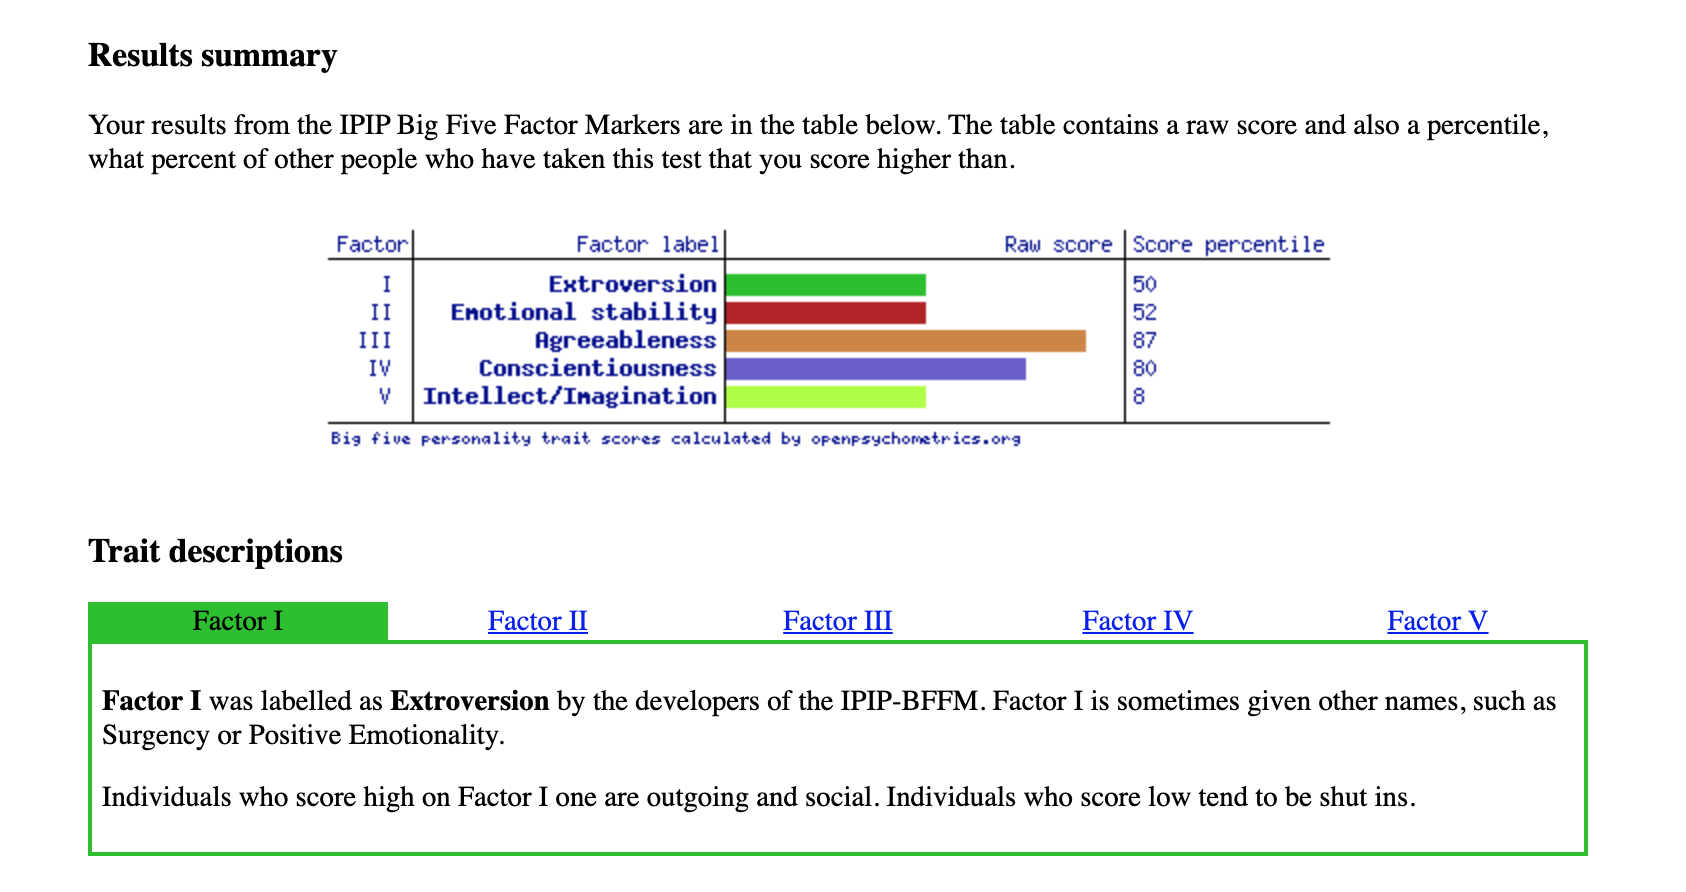 Results summary
Your results from the IPIP Big Five Factor Markers are in the table below. The table contains a raw score and also a percentile,
what percent of other people who have taken this test that you score higher than.
Factor Factor label Raw score Score percentile
I Extroversion 50
II Emotional stability 52
III Agreeableness 87
IV Conscientiousness 80
V Intellect/Imagination 8
Big five personality trait scores calculated by openpsychometrics.org
Trait descriptions
Factor I Factor II Factor III Factor IV Factor V
Factor I was labelled as Extroversion by the developers of the IPIP-BFFM. Factor I is sometimes given other names, such as
Surgency or Positive Emotionality.
Individuals who score high on Factor I one are outgoing and social. Individuals who score low tend to be shut ins.